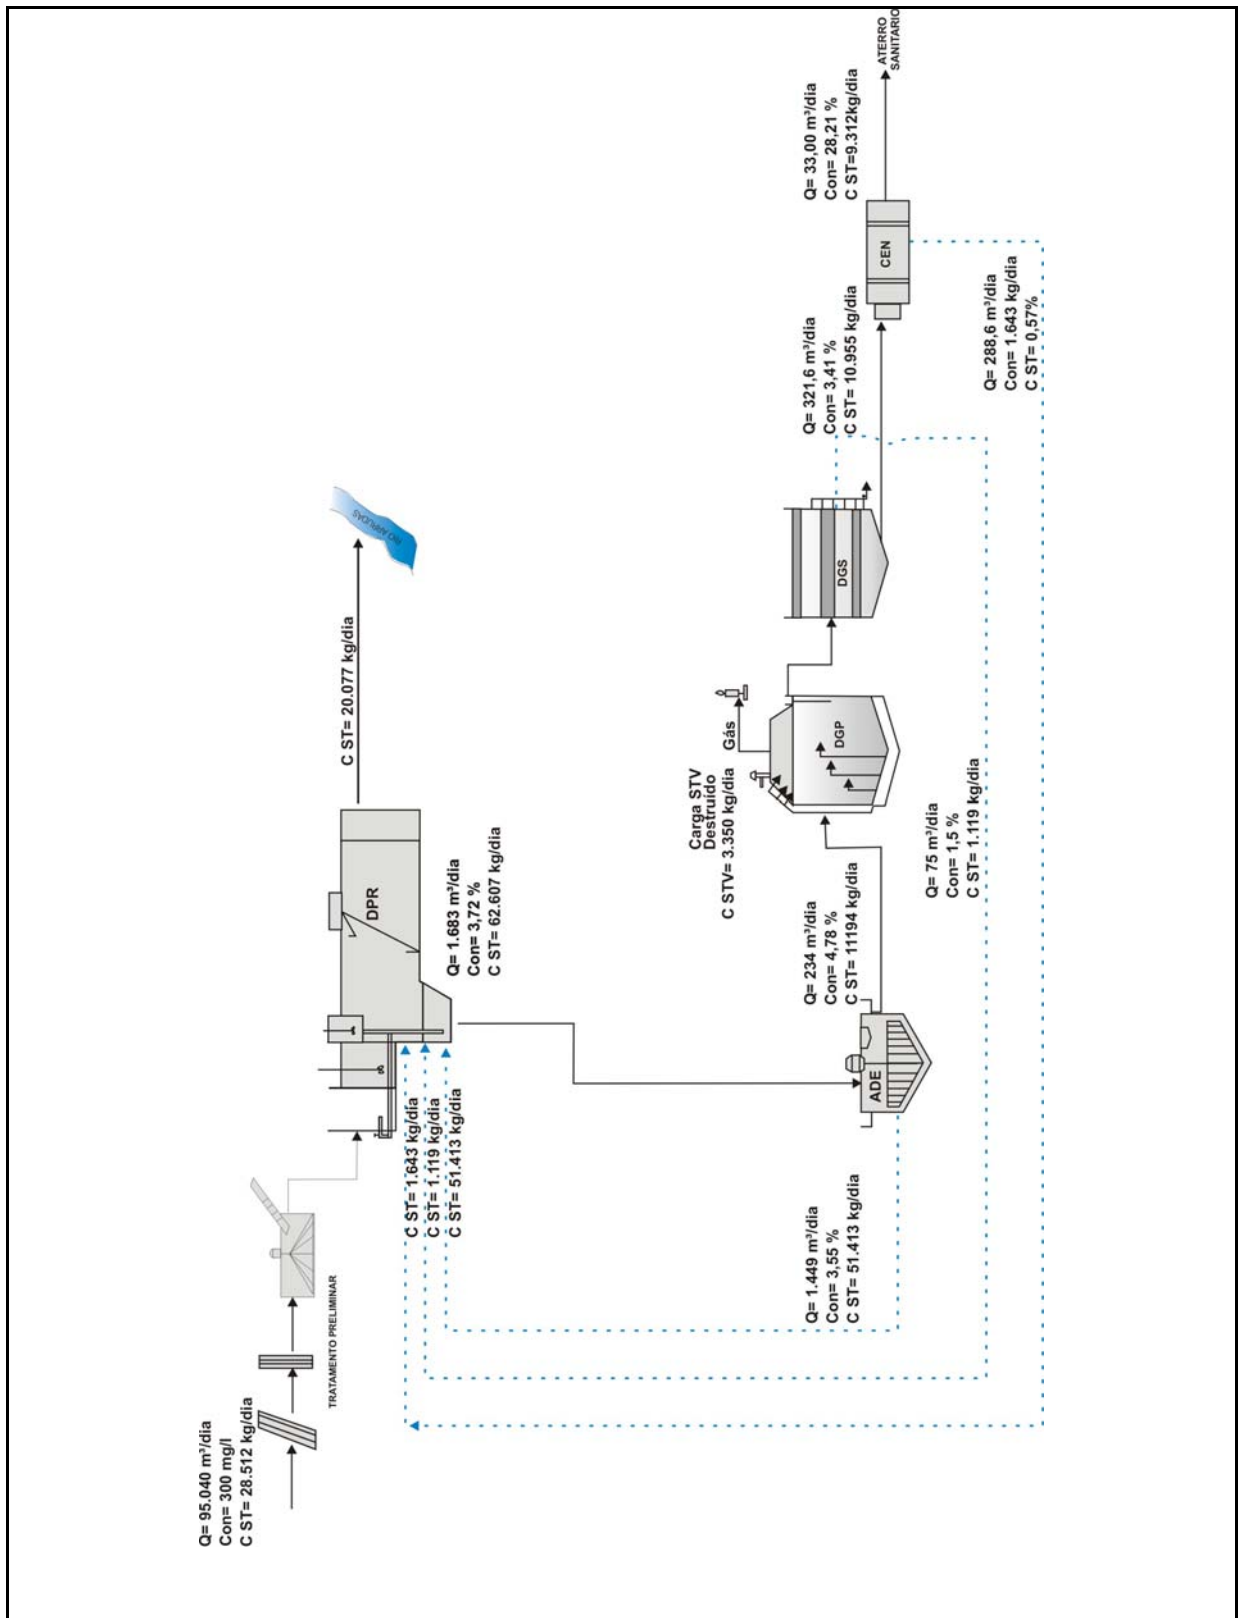 Q= 95.040 m³/dia
Con= 300 mg/l
C ST= 28.512 kg/dia
TRATAMENTO PRELIMINAR
DPR
C ST= 20.077 kg/dia
RIO ARRUDAS
Q= 1.683 m³/dia
Con= 3,72 %
C ST= 62.607 kg/dia
C ST= 1.643 kg/dia
C ST= 1.119 kg/dia
C ST= 51.413 kg/dia
Q= 1.449 m³/dia
Con= 3,55 %
C ST= 51.413 kg/dia
ADE
Q= 234 m³/dia
Con= 4,78 %
C ST= 11194 kg/dia
Carga STV
Destruído
C STV= 3.350 kg/dia
Gás
DGP
DGS
Q= 75 m³/dia
Con= 1,5 %
C ST= 1.119 kg/dia
Q= 321,6 m³/dia
Con= 3,41 %
C ST= 10.955 kg/dia
CEN
Q= 288,6 m³/dia
Con= 1.643 kg/dia
C ST= 0,57%
Q= 33,00 m³/dia
Con= 28,21 %
C ST=9.312kg/dia
ATERRO
SANITARIO